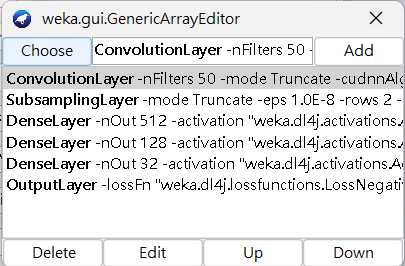 weka.gui.GenericArrayEditor
Choose ConvolutionLayer -nFilters 50 - Add
ConvolutionLayer -nFilters 50 -mode Truncate -cudnnAlg
SubsamplingLayer -mode Truncate -eps 1.0E-8 -rows 2 -
DenseLayer -nOut 512 -activation "weka.dl4j.activations.A
DenseLayer -nOut 128 -activation "weka.dl4j.activations.A
DenseLayer -nOut 32 -activation "weka.dl4j.activations.Ac
OutputLayer -lossFn "weka.dl4j.lossfunctions.LossNegativ
Delete Edit Up Down